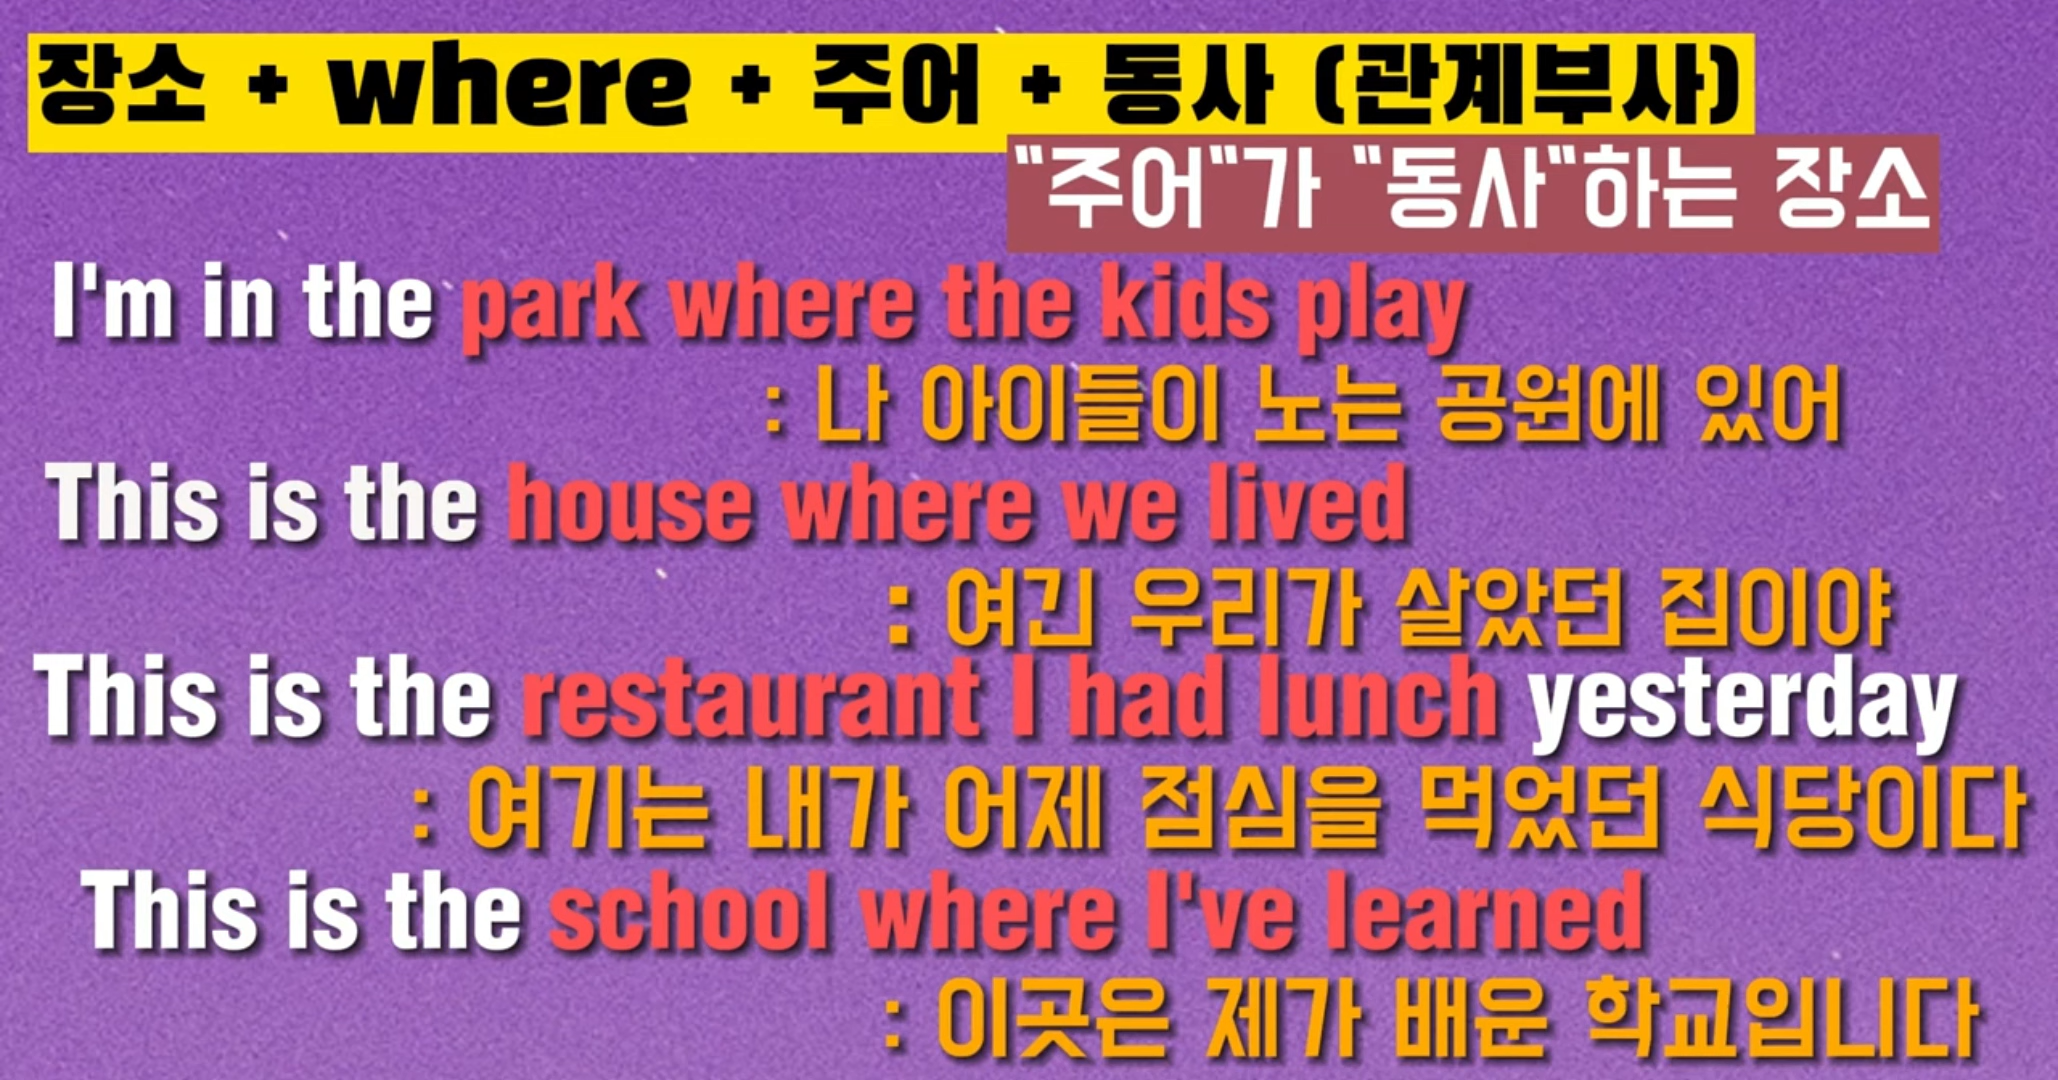 장소 + where + 주어 + 동사 (관계부사)
"주어"가 "동사"하는 장소
I'm in the park where the kids play
: 나 아이들이 노는 공원에 있어
This is the house where we lived
: 여긴 우리가 살았던 집이야
This is the restaurant I had lunch yesterday
: 여기는 내가 어제 점심을 먹었던 식당이다
This is the school where I've learned
: 이곳은 제가 배운 학교입니다